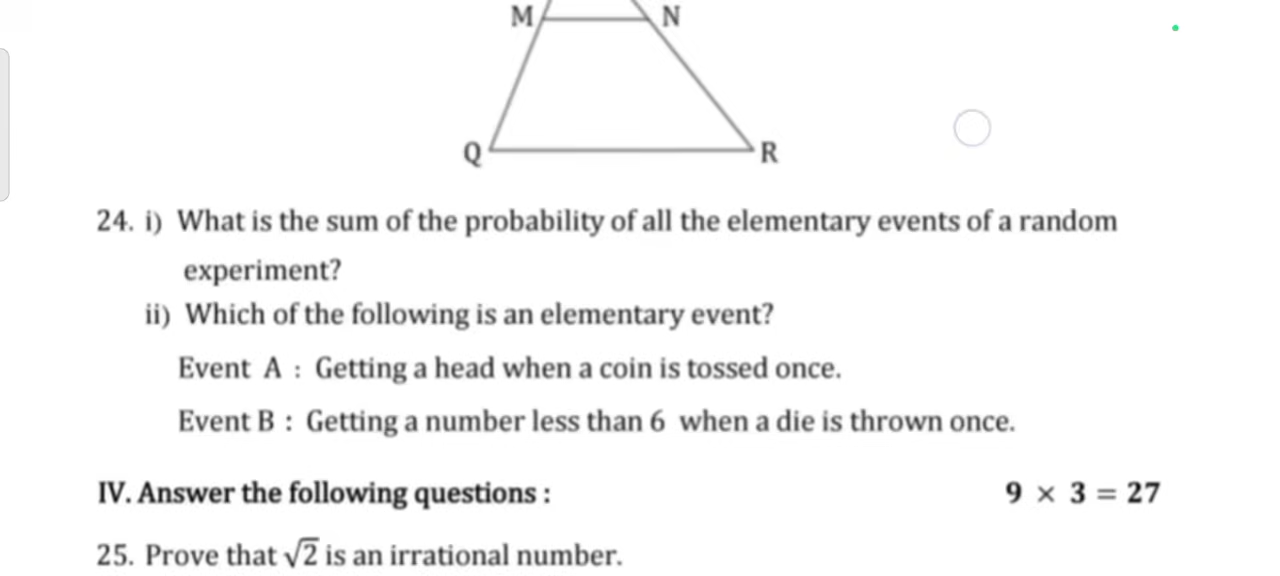 M N
Q R
24. i) What is the sum of the probability of all the elementary events of a random
experiment?
ii) Which of the following is an elementary event?
Event A : Getting a head when a coin is tossed once.
Event B : Getting a number less than 6 when a die is thrown once.
IV. Answer the following questions : 9 × 3 = 27
25. Prove that √2 is an irrational number.